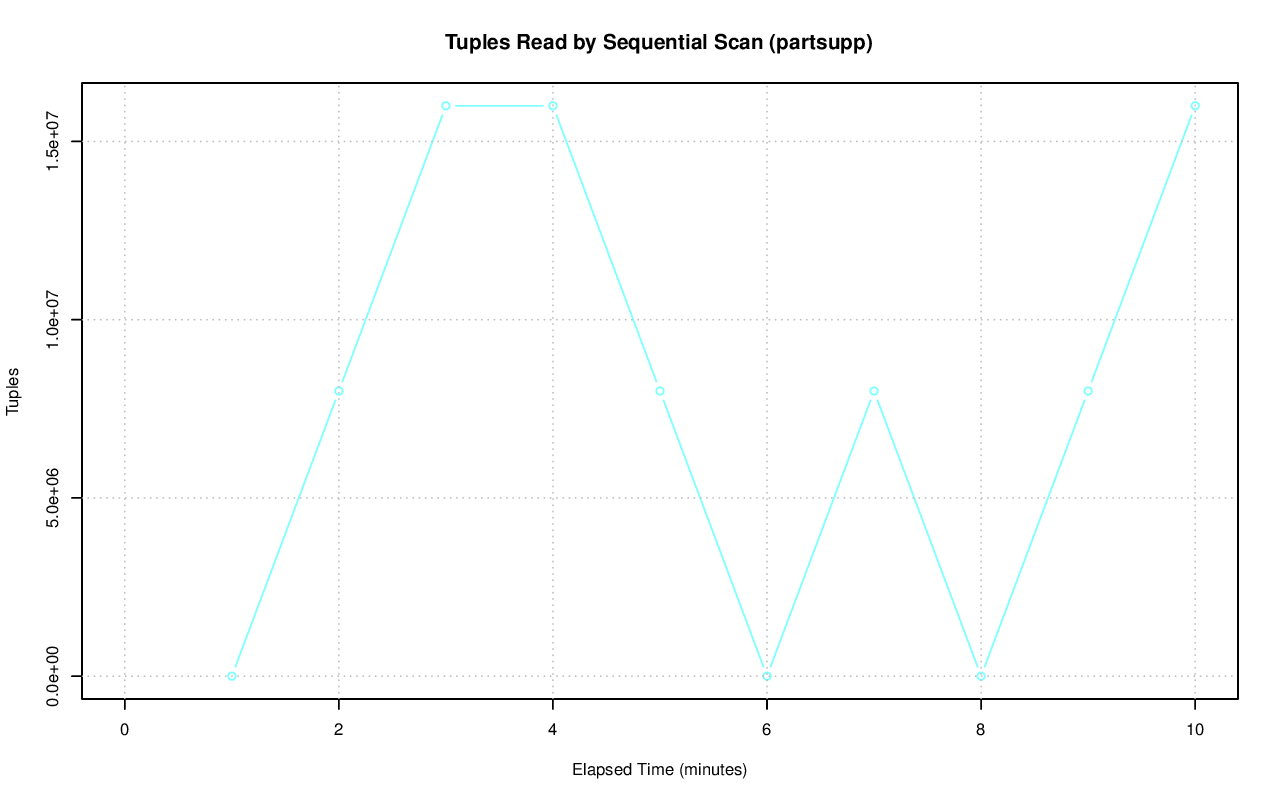 Tuples Read by Sequential Scan (partsupp)
1.5e+07
1.0e+07
5.0e+06
0.0e+00
Tuples
0 2 4 6 8 10
Elapsed Time (minutes)